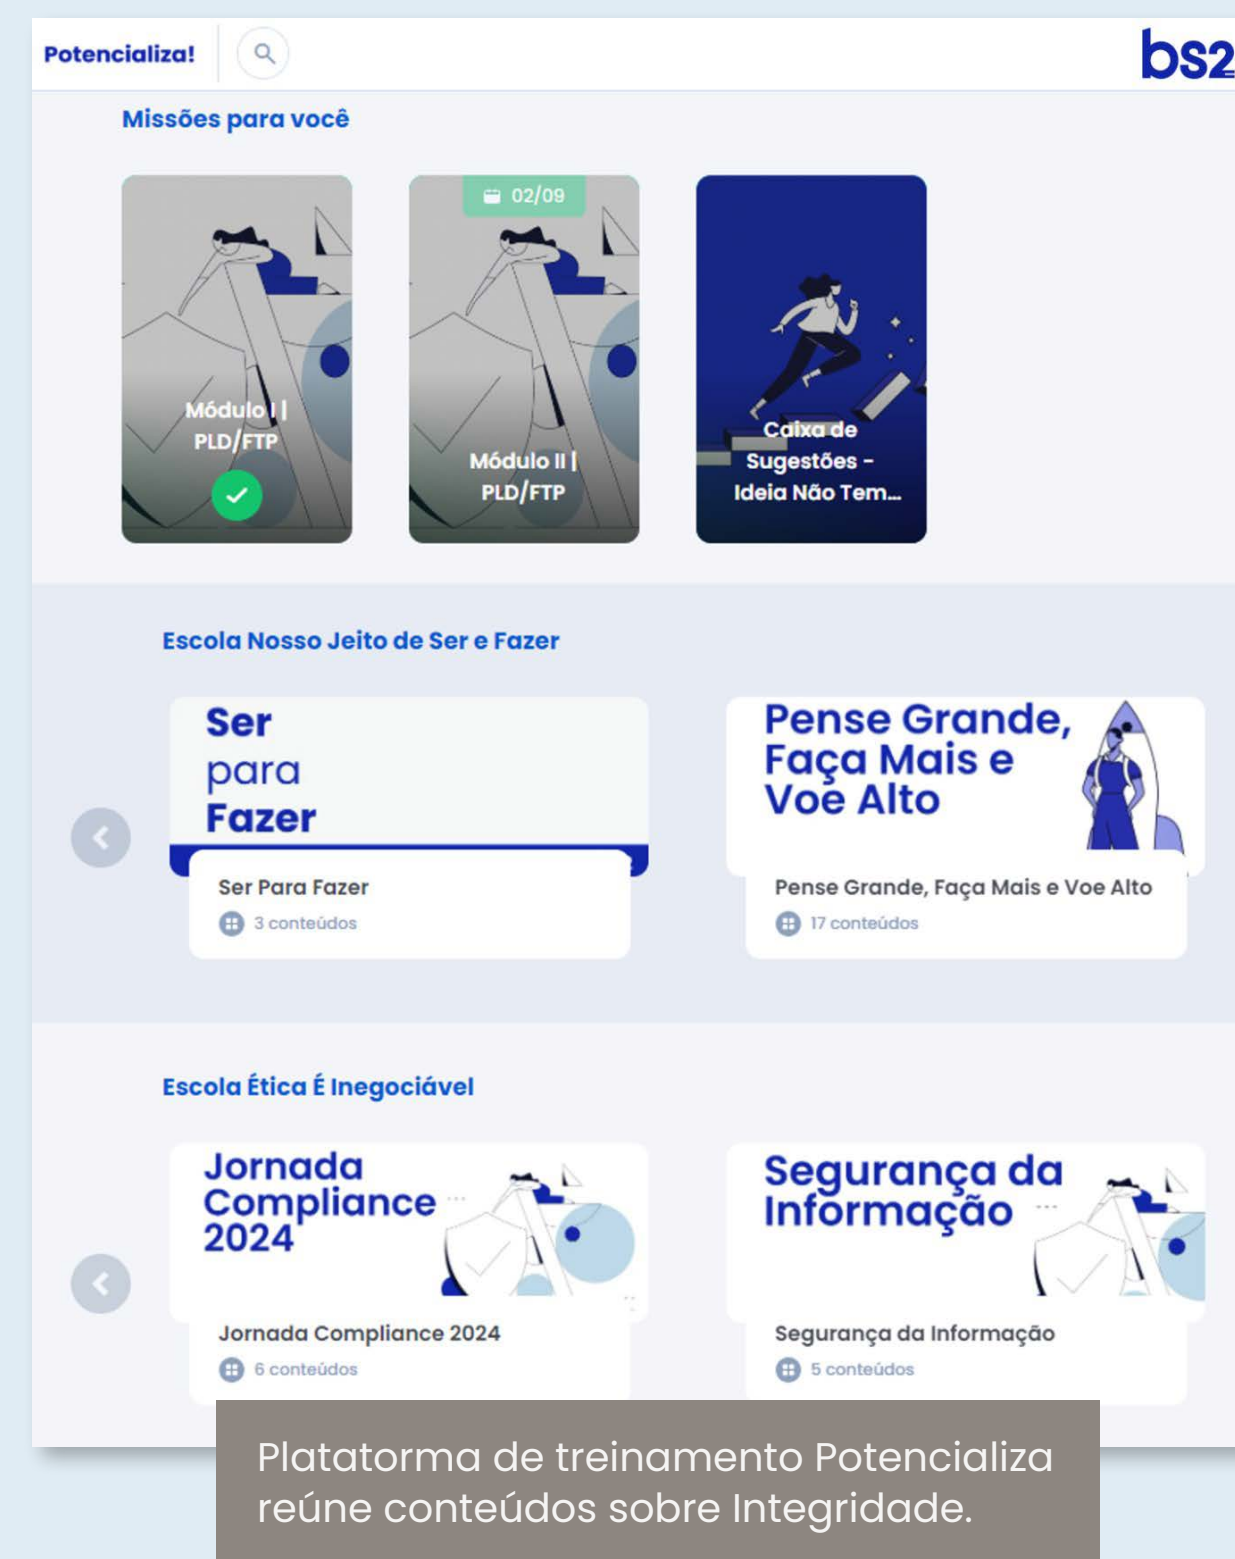 Potencializa!
bs2
Missões para você
02/09
Módulo I |
PLD/FTP
Módulo II |
PLD/FTP
Caixa de
Sugestões -
Ideia Não Tem...
Escola Nosso Jeito de Ser e Fazer
Ser
para
Fazer
Ser Para Fazer
3 conteúdos
Pense Grande,
Faça Mais e
Voe Alto
Pense Grande, Faça Mais e Voe Alto
17 conteúdos
Escola Ética É Inegociável
Jornada
Compliance
2024
Jornada Compliance 2024
6 conteúdos
Segurança da
Informação
Segurança da Informação
5 conteúdos
Platatorma de treinamento Potencializa
reúne conteúdos sobre Integridade.